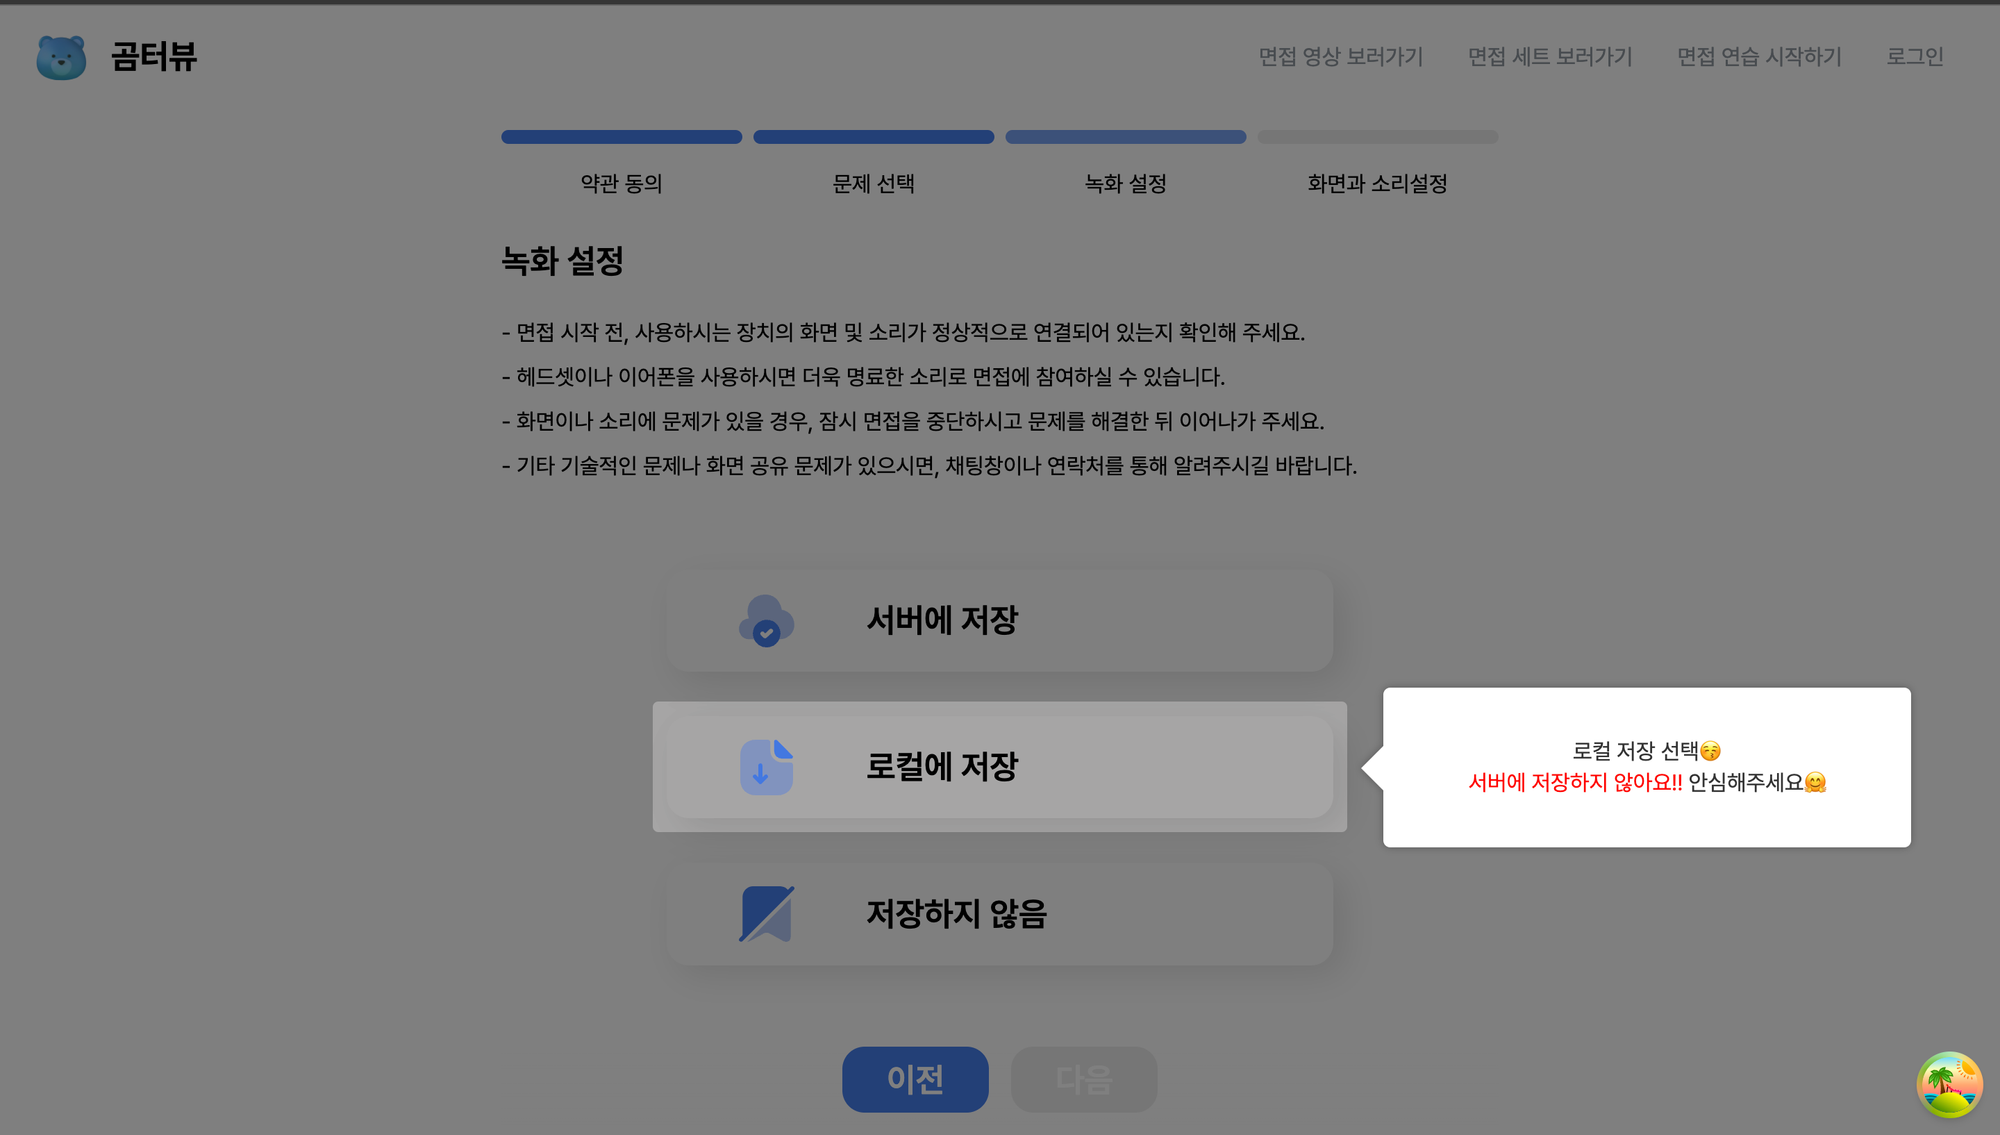 곰터뷰
면접 영상 보러가기 면접 세트 보러가기 면접 연습 시작하기 로그인
약관 동의 문제 선택 녹화 설정 화면과 소리설정
녹화 설정
- 면접 시작 전, 사용하시는 장치의 화면 및 소리가 정상적으로 연결되어 있는지 확인해 주세요.
- 헤드셋이나 이어폰을 사용하시면 더욱 명료한 소리로 면접에 참여하실 수 있습니다.
- 화면이나 소리에 문제가 있을 경우, 잠시 면접을 중단하시고 문제를 해결한 뒤 이어나가 주세요.
- 기타 기술적인 문제나 화면 공유 문제가 있으시면, 채팅창이나 연락처를 통해 알려주시길 바랍니다.
서버에 저장
로컬에 저장
로컬 저장 선택😚
서버에 저장하지 않아요!! 안심해주세요🤗
저장하지 않음
이전 다음